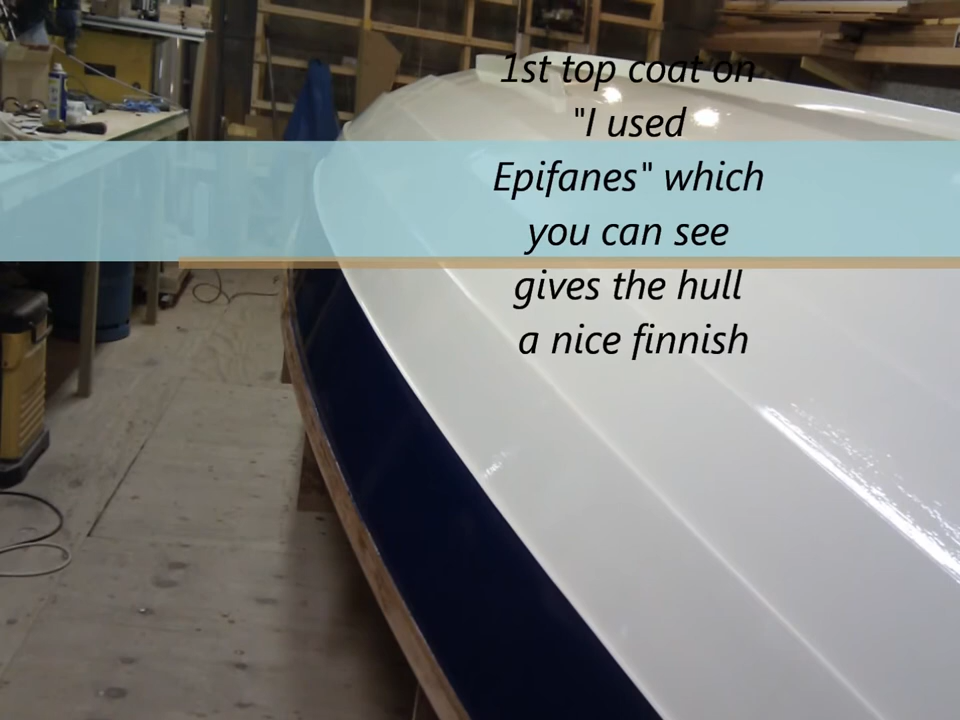 1st top coat on
"I used
Epifanes" which
you can see
gives the hull
a nice finnish